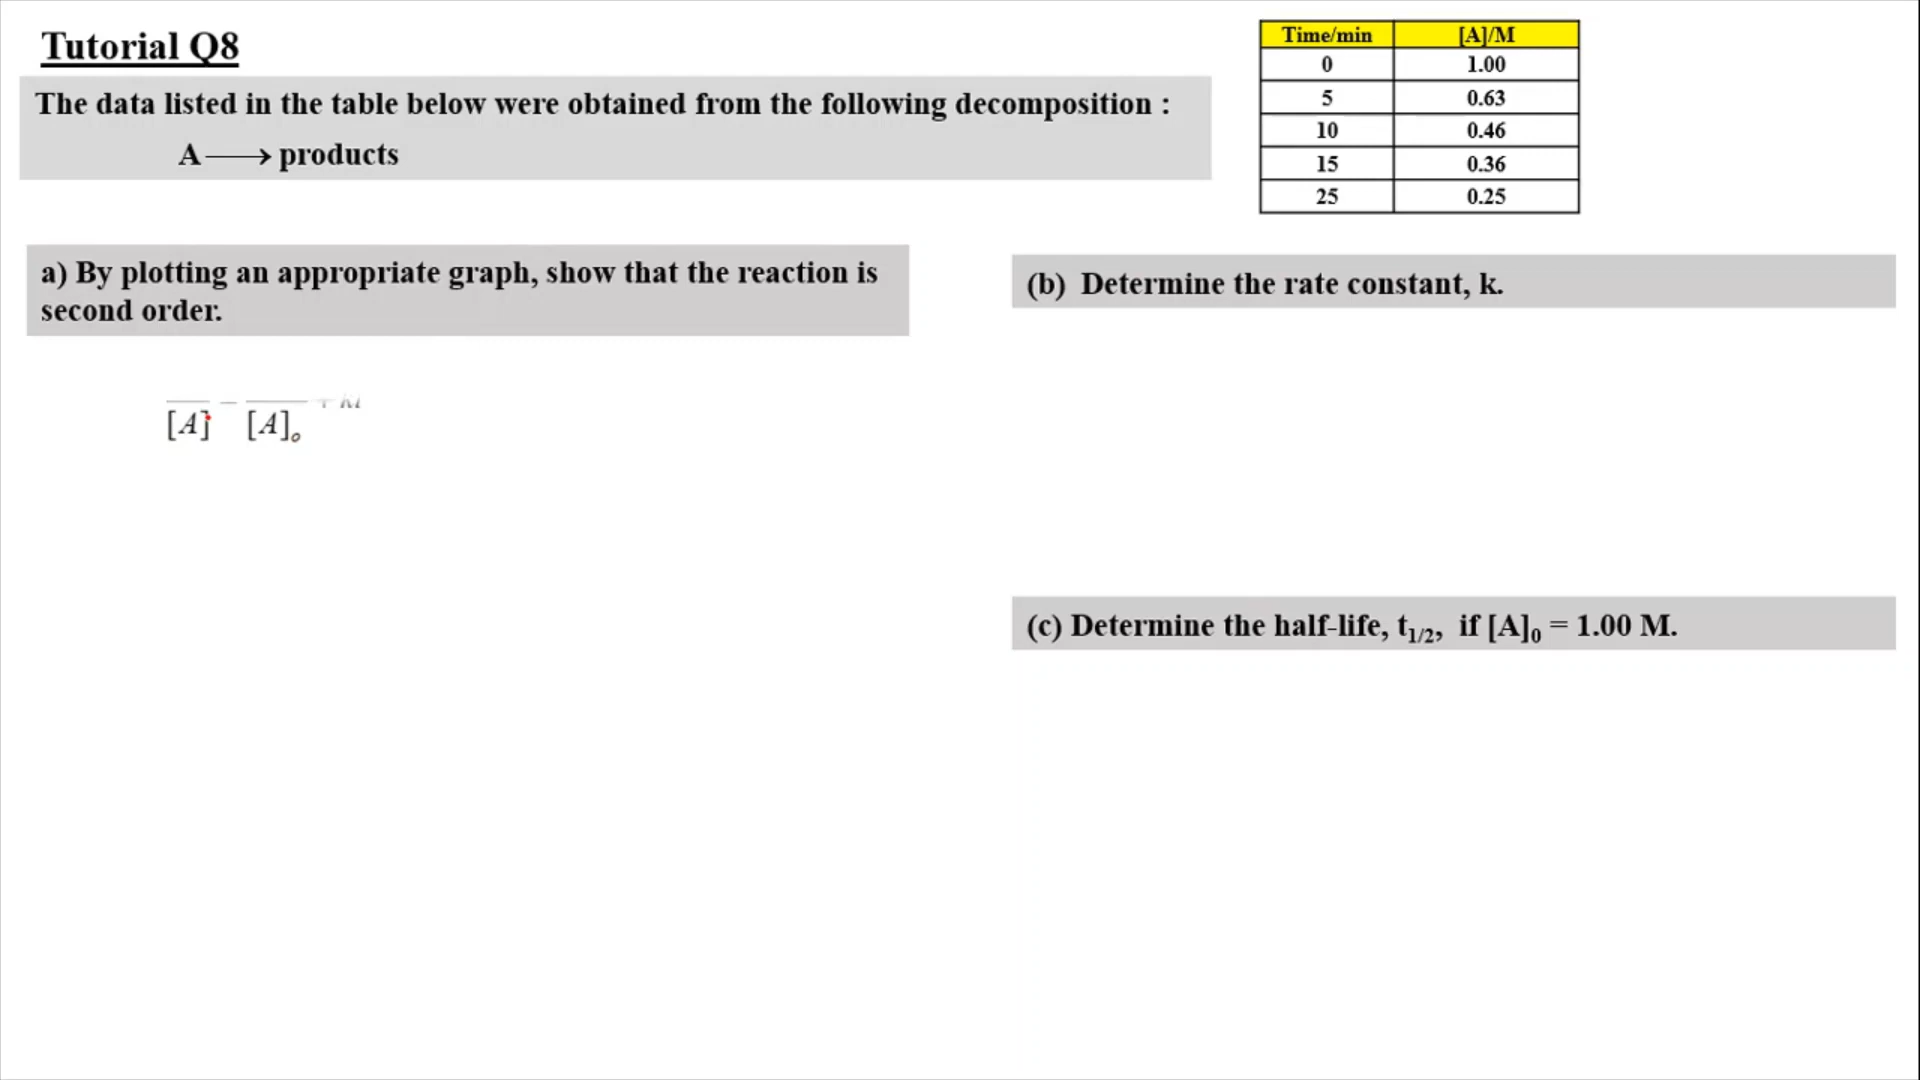 Tutorial Q8
The data listed in the table below were obtained from the following decomposition :
A ⟶ products
Time/min [A]/M
0 1.00
5 0.63
10 0.46
15 0.36
25 0.25
a) By plotting an appropriate graph, show that the reaction is
second order.
[A] [A]o
(b) Determine the rate constant, k.
(c) Determine the half-life, t1/2, if [A]0 = 1.00 M.